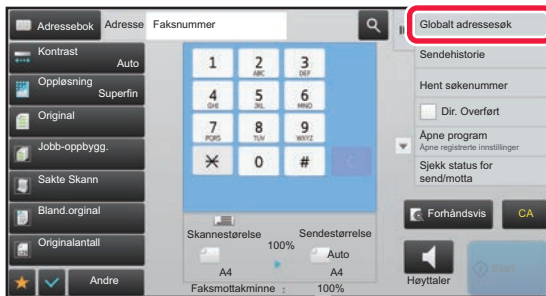 Adressebok
Adresse
Faksnummer
Globalt adressesøk
Kontrast
Auto
Sendehistorie
Oppløsning
Superfin
Hent søkenummer
Original
Dir. Overført
Jobb-oppbygg.
Åpne program
Åpne registrerte innstillinger
Sakte Skann
Sjekk status for
send/motta
Bland.orginal
Originalantall
Andre
1
2
ABC
3
DEF
4
GHI
5
JKL
6
MNO
7
PQRS
8
TUV
9
WXYZ
0
#
C
Skannestørelse
Sendestørrelse
100%
Auto
A4
A4
Faksmottakminne :
100%
Forhåndsvis
CA
Høyttaler
Start